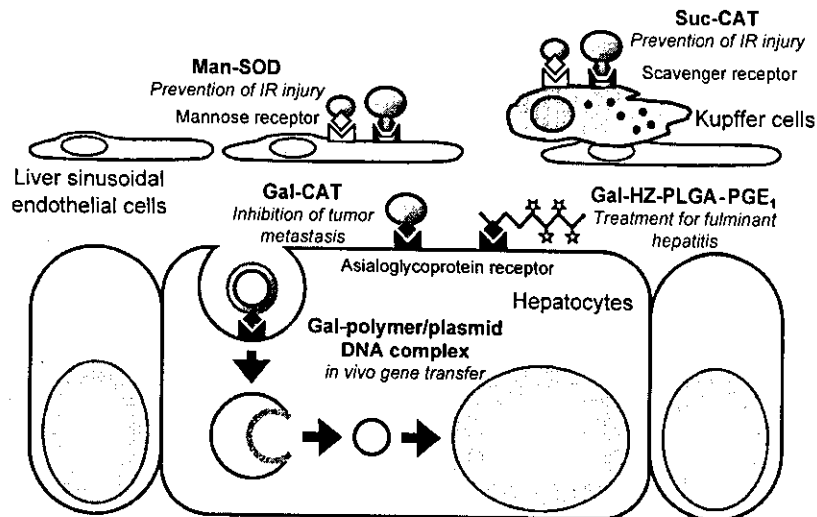 Suc-CAT
Prevention of IR injury
Scavenger receptor
Kupffer cells
Man-SOD
Prevention of IR injury
Mannose receptor
Liver sinusoidal
endothelial cells
Gal-CAT
Inhibition of tumor
metastasis
Gal-HZ-PLGA-PGE₁
Treatment for fulminant
hepatitis
Asialoglycoprotein receptor
Hepatocytes
Gal-polymer/plasmid
DNA complex
in vivo gene transfer